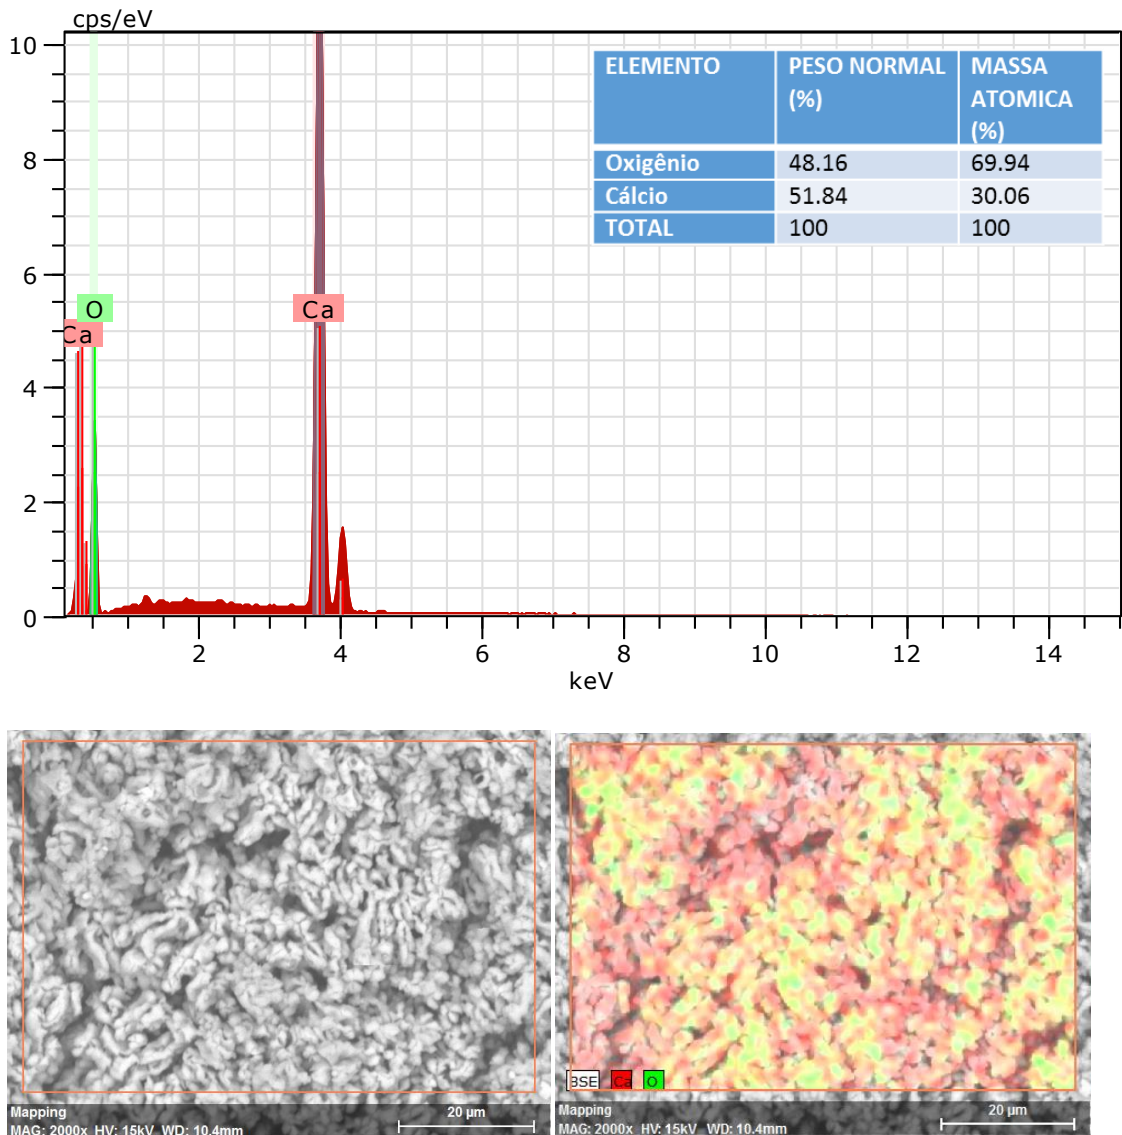 cps/eV
10
8
6
4
2
0
O
Ca
Ca
2 4 6 8 10 12 14
keV
ELEMENTO PESO NORMAL (%) MASSA ATOMICA (%)
Oxigênio 48.16 69.94
Cálcio 51.84 30.06
TOTAL 100 100
Mapping 20 µm
MAG: 2000x HV: 15kV WD: 10.4mm
BSE Ca O
Mapping 20 µm
MAG: 2000x HV: 15kV WD: 10.4mm